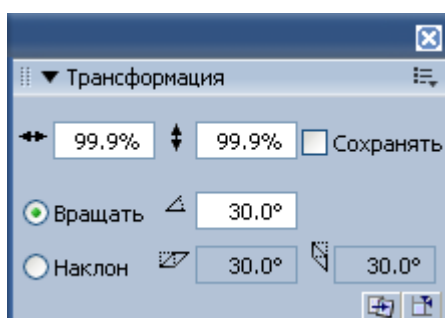 Трансформация
99.9% 99.9% Сохранять
Вращать 30.0°
Наклон 30.0° 30.0°